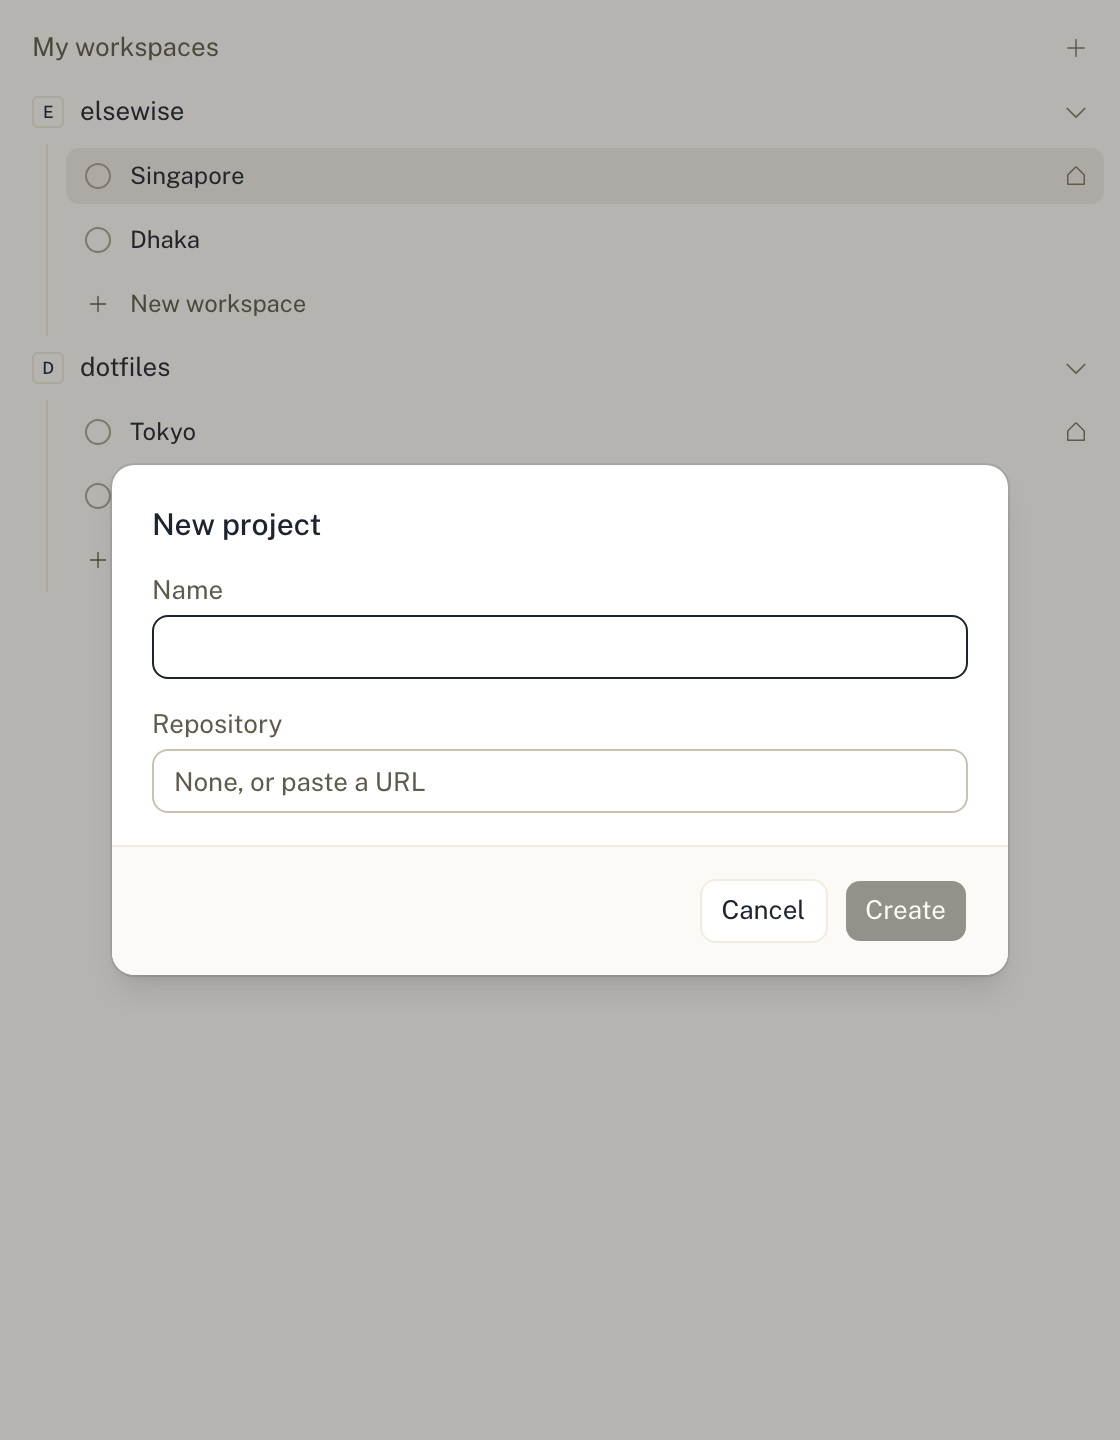 My workspaces
E elsewise
Singapore
Dhaka
New workspace
D dotfiles
Tokyo
New project
Name
Repository
None, or paste a URL
Cancel Create